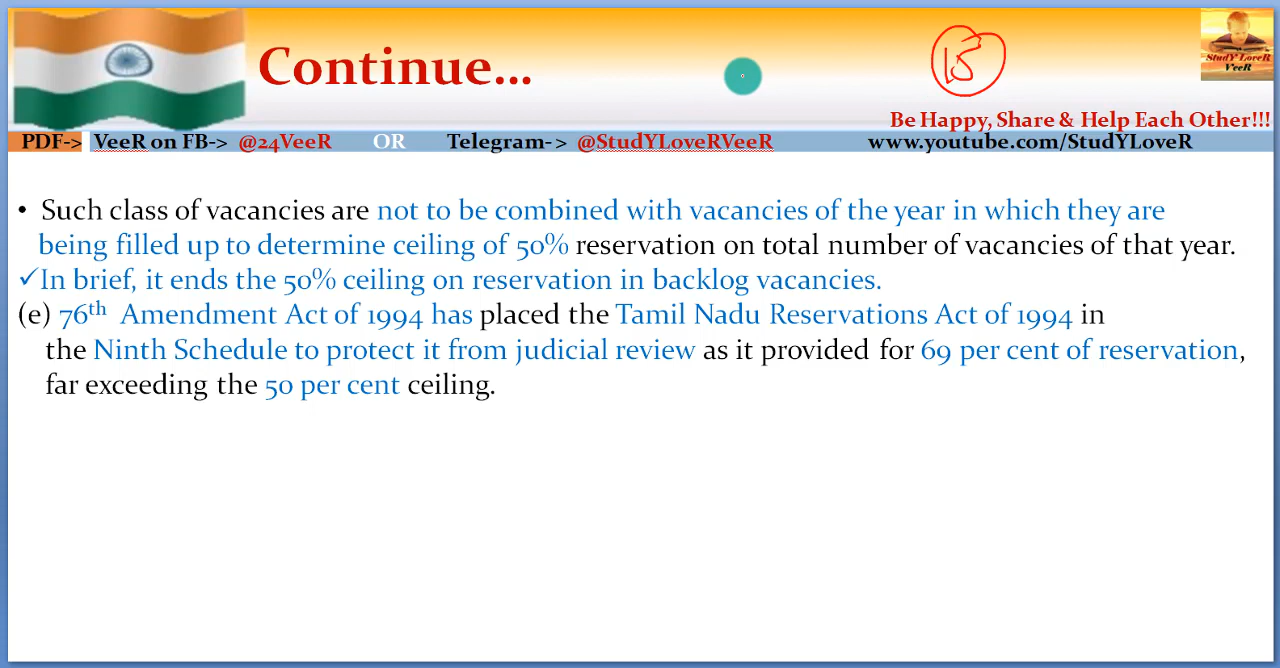 Continue...
15
StudY LoveR
VeeR
Be Happy, Share & Help Each Other!!!
PDF-> VeeR on FB-> @24VeeR OR Telegram-> @StudYLoveRVeeR www.youtube.com/StudYLoveR
• Such class of vacancies are not to be combined with vacancies of the year in which they are
being filled up to determine ceiling of 50% reservation on total number of vacancies of that year.
✓In brief, it ends the 50% ceiling on reservation in backlog vacancies.
(e) 76th Amendment Act of 1994 has placed the Tamil Nadu Reservations Act of 1994 in
the Ninth Schedule to protect it from judicial review as it provided for 69 per cent of reservation,
far exceeding the 50 per cent ceiling.